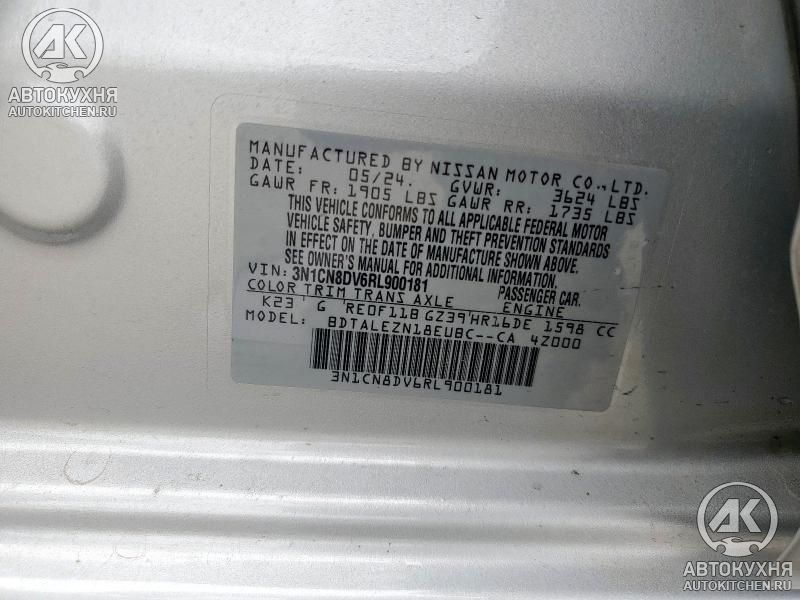 АК
АВТОКУХНЯ
AUTOKITCHEN.RU
MANUFACTURED BY NISSAN MOTOR CO.,LTD.
DATE: 05/24. GVWR: 3624 LBS
GAWR FR: 1905 LBS GAWR RR: 1735 LBS
THIS VEHICLE CONFORMS TO ALL APPLICABLE FEDERAL MOTOR
VEHICLE SAFETY, BUMPER AND THEFT PREVENTION STANDARDS
IN EFFECT ON THE DATE OF MANUFACTURE SHOWN ABOVE.
SEE OWNER'S MANUAL FOR ADDITIONAL INFORMATION.
VIN: 3N1CN8DV6RL900181 PASSENGER CAR.
COLOR TRIM TRANS AXLE ENGINE
K23 ' G 'RE0F11B GZ39'HR16DE 1598 CC
BDTALEZN18EUBC--CA 4Z000
3N1CN8DV6RL900181
АК
АВТОКУХНЯ
AUTOKITCHEN.RU